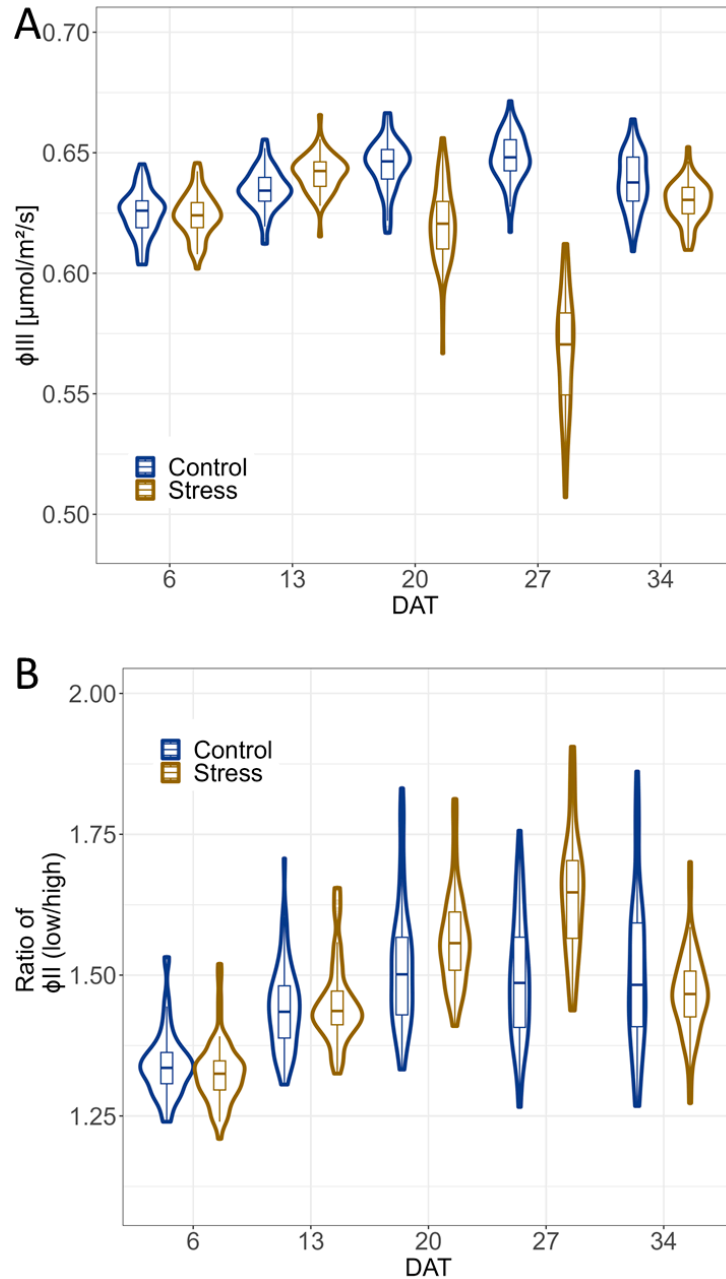 A
0.70
0.65
0.60
0.55
0.50
ϕIII [µmol/m²/s]
Control
Stress
6 13 20 27 34
DAT
B
2.00
1.75
1.50
1.25
Ratio of
ϕII (low/high)
Control
Stress
6 13 20 27 34
DAT